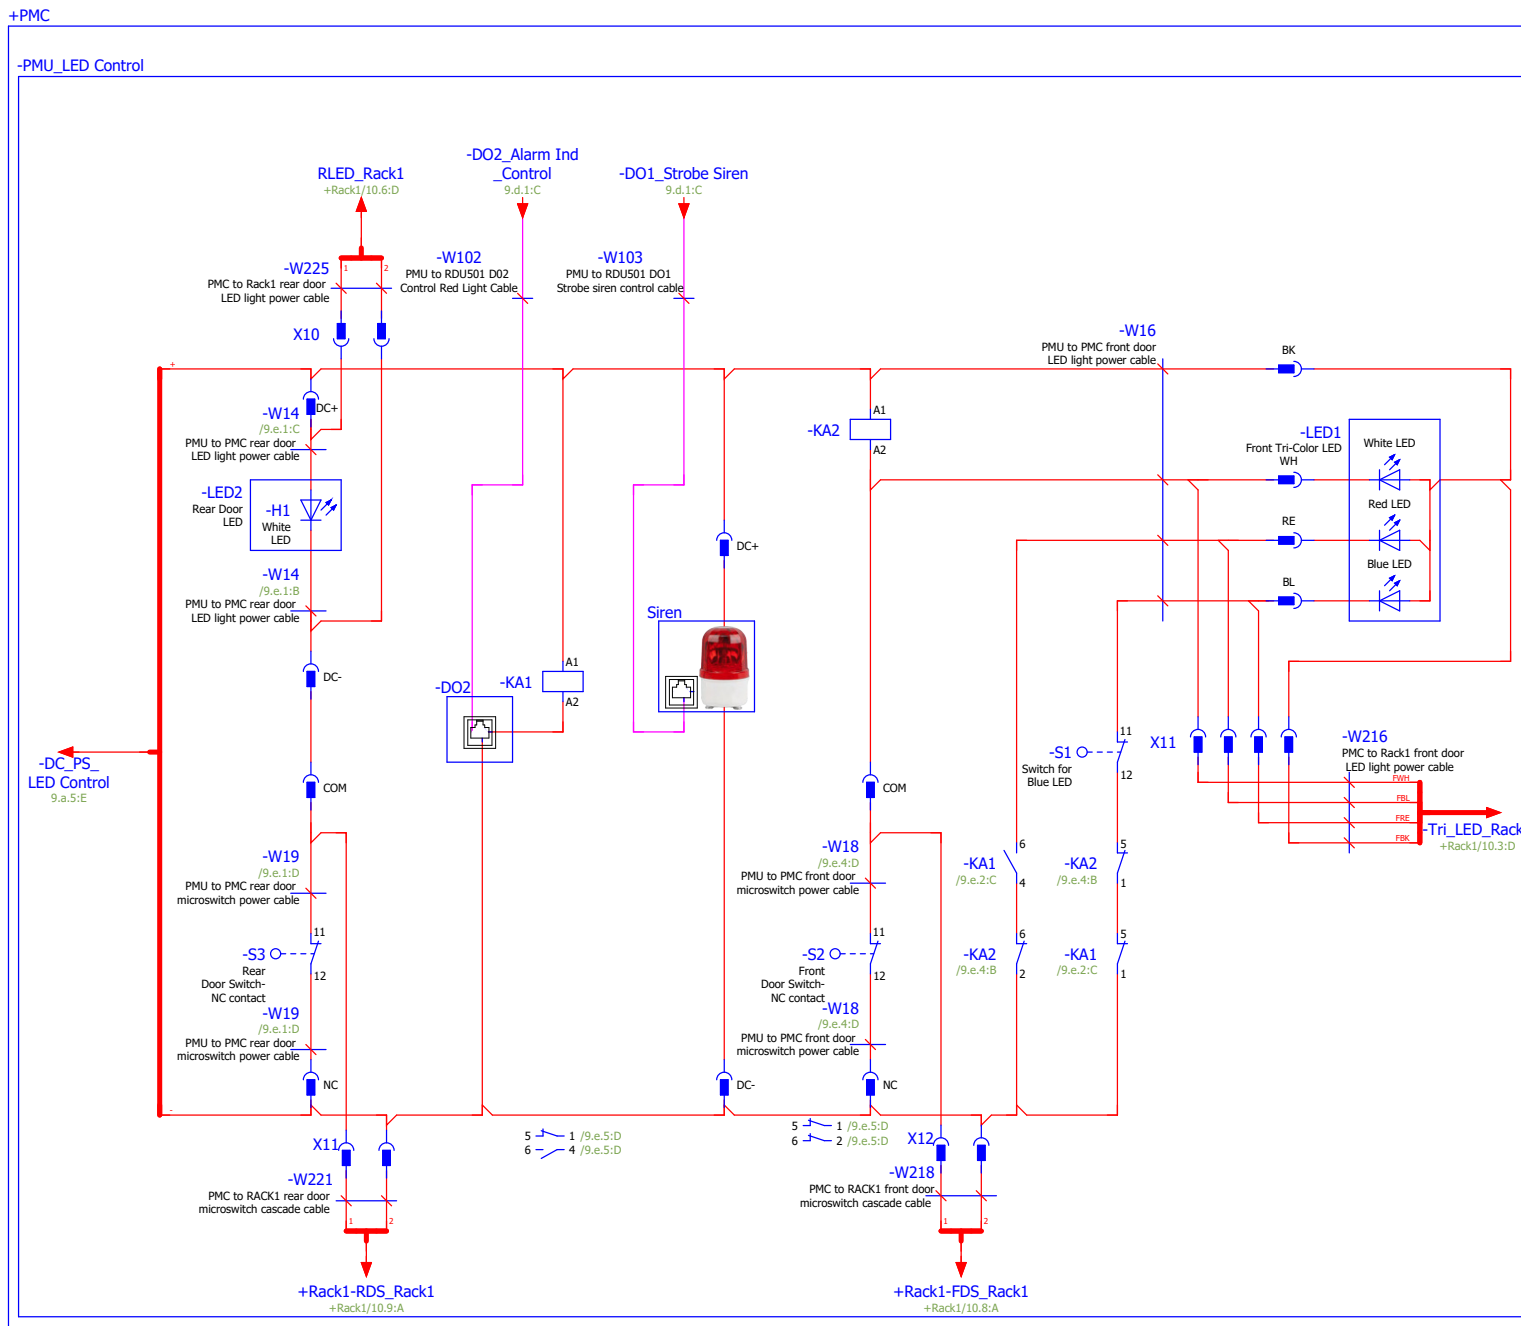 +PMC
-PMU_LED Control
RLED_Rack1
+Rack1/10.6:D
-DO2_Alarm Ind
_Control
9.d.1:C
-DO1_Strobe Siren
9.d.1:C
-W225
PMC to Rack1 rear door
LED light power cable
1
2
-W102
PMU to RDU501 D02
Control Red Light Cable
-W103
PMU to RDU501 DO1
Strobe siren control cable
X10
-W16
PMU to PMC front door
LED light power cable
BK
+
DC+
-W14
/9.e.1:C
PMU to PMC rear door
LED light power cable
-KA2
A1
A2
-LED1
Front Tri-Color LED
WH
White LED
-LED2
Rear Door
LED
-H1
White
LED
RE
Red LED
DC+
-W14
/9.e.1:B
PMU to PMC rear door
LED light power cable
BL
Blue LED
Siren
DC-
-DO2
-KA1
A1
A2
-DC_PS_
LED Control
9.a.5:E
-S1
Switch for
Blue LED
11
12
X11
-W216
PMC to Rack1 front door
LED light power cable
FWH
FBL
FRE
FBK
-Tri_LED_Rack
+Rack1/10.3:D
COM
COM
-W19
/9.e.1:D
PMU to PMC rear door
microswitch power cable
-W18
/9.e.4:D
PMU to PMC front door
microswitch power cable
-KA1
/9.e.2:C
6
4
-KA2
/9.e.4:B
5
1
-S3
Rear
Door Switch-
NC contact
11
12
-S2
Front
Door Switch-
NC contact
11
12
-KA2
/9.e.4:B
6
2
-KA1
/9.e.2:C
5
1
-W19
/9.e.1:D
PMU to PMC rear door
microswitch power cable
-W18
/9.e.4:D
PMU to PMC front door
microswitch power cable
NC
DC-
NC
-
X11
5 1 /9.e.5:D
6 4 /9.e.5:D
5 1 /9.e.5:D
6 2 /9.e.5:D
X12
-W221
PMC to RACK1 rear door
microswitch cascade cable
1
2
-W218
PMC to RACK1 front door
microswitch cascade cable
1
2
+Rack1-RDS_Rack1
+Rack1/10.9:A
+Rack1-FDS_Rack1
+Rack1/10.8:A